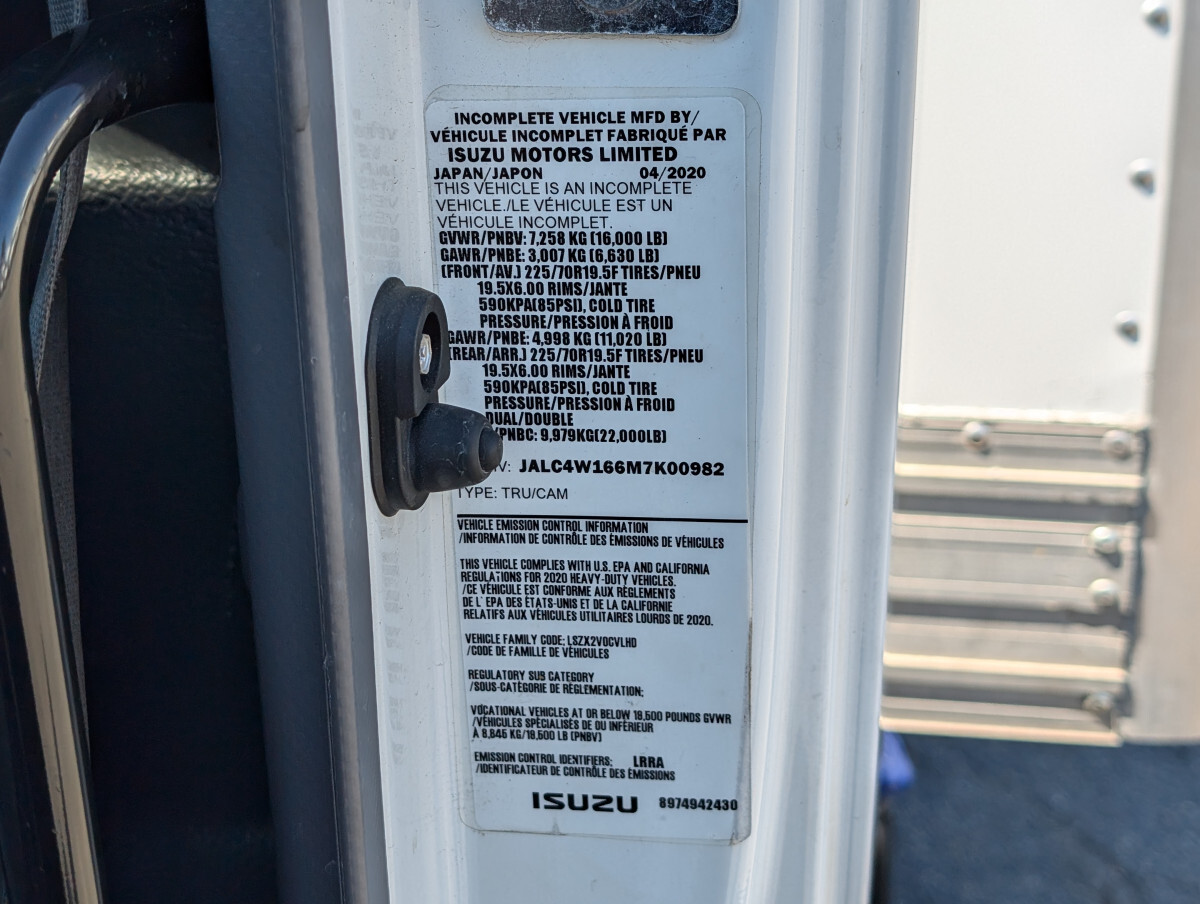 INCOMPLETE VEHICLE MFD BY/
VÉHICULE INCOMPLET FABRIQUÉ PAR
ISUZU MOTORS LIMITED
JAPAN/JAPON 04/2020
THIS VEHICLE IS AN INCOMPLETE
VEHICLE./LE VÉHICULE EST UN
VÉHICULE INCOMPLET.
GVWR/PNBV: 7,258 KG (16,000 LB)
GAWR/PNBE: 3,007 KG (6,630 LB)
(FRONT/AV.) 225/70R19.5F TIRES/PNEU
19.5X6.00 RIMS/JANTE
590KPA(85PSI), COLD TIRE
PRESSURE/PRESSION À FROID
GAWR/PNBE: 4,998 KG (11,020 LB)
(REAR/ARR.) 225/70R19.5F TIRES/PNEU
19.5X6.00 RIMS/JANTE
590KPA(85PSI), COLD TIRE
PRESSURE/PRESSION À FROID
DUAL/DOUBLE
/PNBC: 9,979KG(22,000LB)
JALC4W166M7K00982
TYPE: TRU/CAM
VEHICLE EMISSION CONTROL INFORMATION
/INFORMATION DE CONTRÔLE DES ÉMISSIONS DE VÉHICULES
THIS VEHICLE COMPLIES WITH U.S. EPA AND CALIFORNIA
REGULATIONS FOR 2020 HEAVY-DUTY VEHICLES.
/CE VÉHICULE EST CONFORME AUX RÈGLEMENTS
DE L' EPA DES ÉTATS-UNIS ET DE LA CALIFORNIE
RELATIFS AUX VÉHICULES UTILITAIRES LOURDS DE 2020.
VEHICLE FAMILY CODE: LSZX2VOCVLHD
/CODE DE FAMILLE DE VÉHICULES
REGULATORY SUB CATEGORY
/SOUS-CATÉGORIE DE RÈGLEMENTATION:
VOCATIONAL VEHICLES AT OR BELOW 19,500 POUNDS GVWR
/VÉHICULES SPÉCIALISÉS DE OU INFÉRIEUR
À 8,845 KG/19,500 LB (PNBV)
EMISSION CONTROL IDENTIFIERS: LRRA
/IDENTIFICATEUR DE CONTRÔLE DES ÉMISSIONS
ISUZU 8974942430